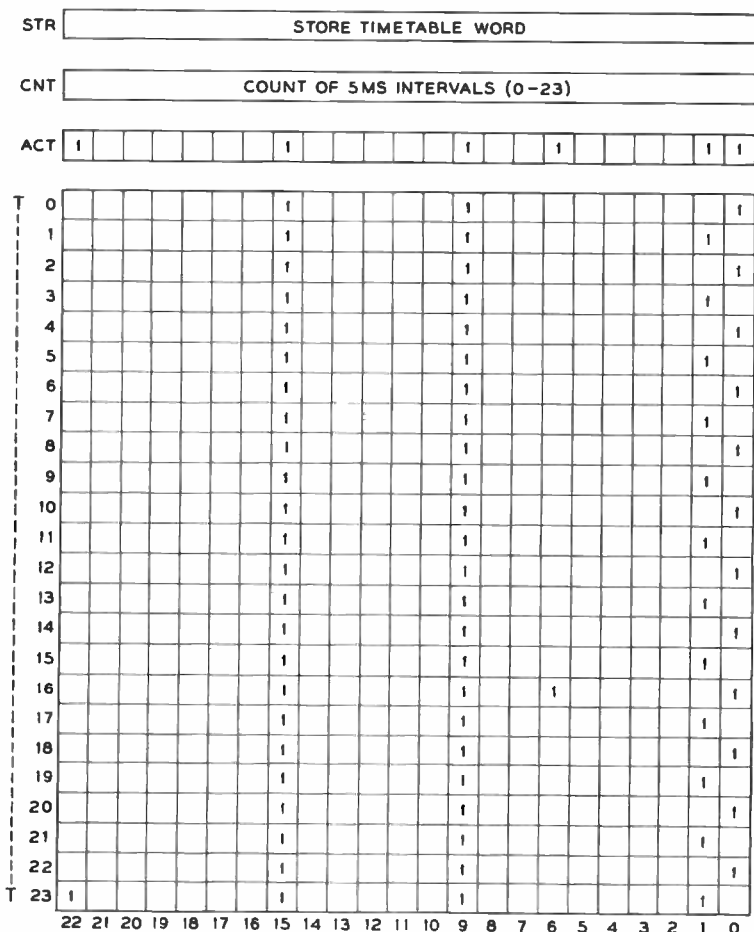 STR STORE TIMETABLE WORD
CNT COUNT OF 5MS INTERVALS (0-23)
ACT 1 1 1 1 1 1
T 0 1 1 1
1 1 1 1
2 1 1 1
3 1 1 1
4 1 1 1
5 1 1 1
6 1 1 1
7 1 1 1
8 1 1 1
9 1 1 1
10 1 1 1
11 1 1 1
12 1 1 1
13 1 1 1
14 1 1 1
15 1 1 1
16 1 1 1 1
17 1 1 1
18 1 1 1
19 1 1 1
20 1 1 1
21 1 1 1
22 1 1 1
T 23 1 1 1 1
22 21 20 19 18 17 16 15 14 13 12 11 10 9 8 7 6 5 4 3 2 1 0